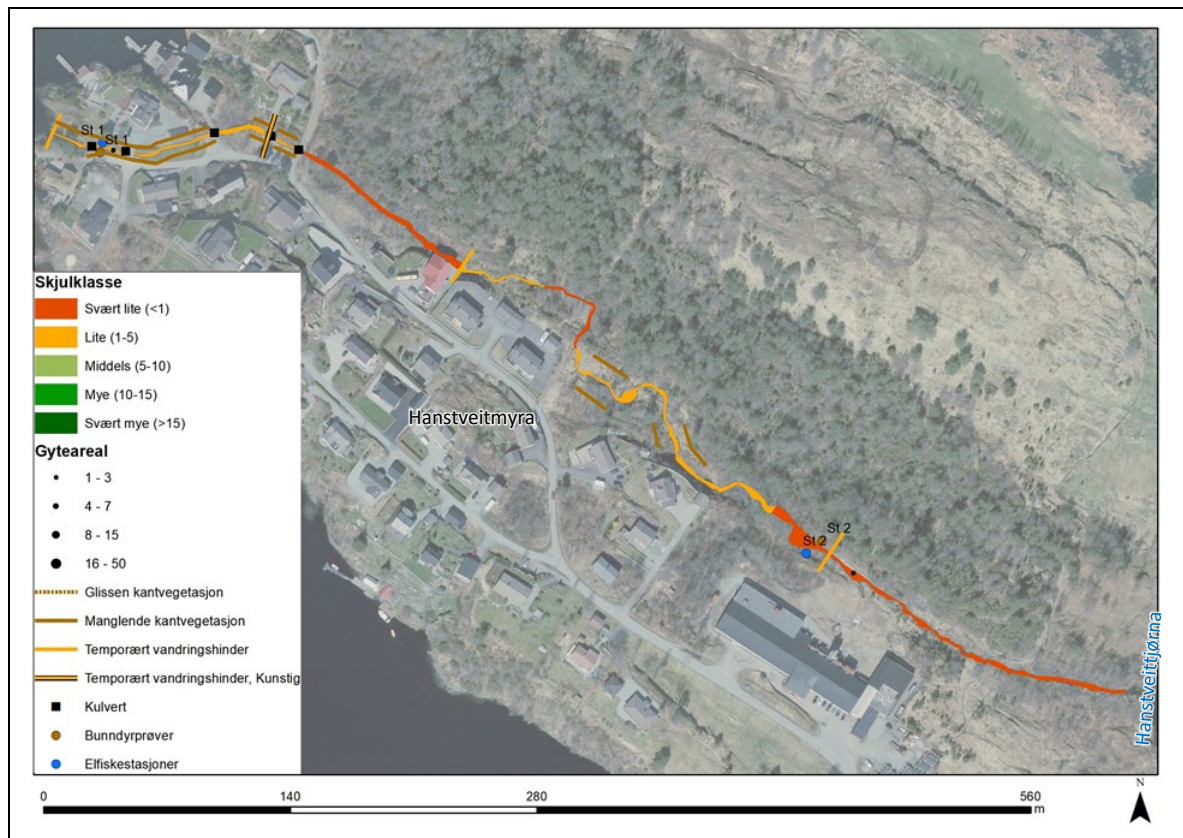 St 1
St 1
Skjulklasse
Svært lite (<1)
Lite (1-5)
Middels (5-10)
Mye (10-15)
Svært mye (>15)
Gyteareal
1 - 3
4 - 7
8 - 15
16 - 50
Glissen kantvegetasjon
Manglende kantvegetasjon
Temporært vandringshinder
Temporært vandringshinder, Kunstig
Kulvert
Bunndyrprøver
Elfiskestasjoner
Hanstveitmyra
St 2
St 2
Hanstveittjørna
0
140
280
560
m
N